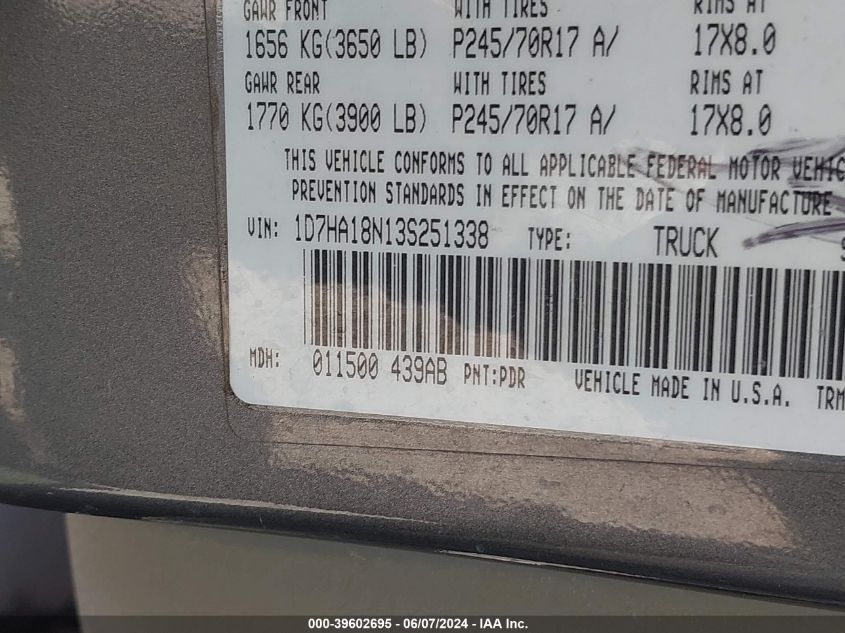 GAWR FRONT WITH TIRES RIMS AT
1656 KG(3650 LB) P245/70R17 A/ 17X8.0
GAWR REAR WITH TIRES RIMS AT
1770 KG(3900 LB) P245/70R17 A/ 17X8.0
THIS VEHICLE CONFORMS TO ALL APPLICABLE FEDERAL MOTOR VEHIC
PREVENTION STANDARDS IN EFFECT ON THE DATE OF MANUFACTURE
VIN: 1D7HA18N13S251338 TYPE: TRUCK
MDH: 011500 439AB PNT:PDR VEHICLE MADE IN U.S.A. TRM
000-39602695 - 06/07/2024 - IAA Inc.